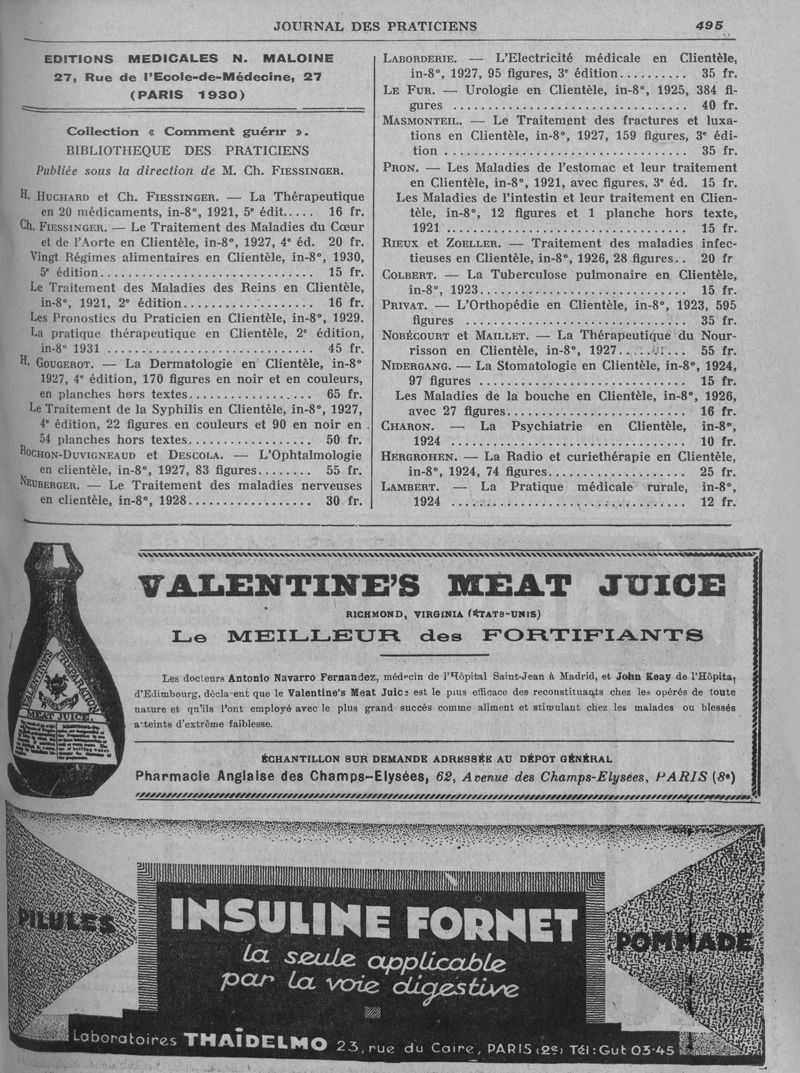 JOURNAL DES PRATICIENS 495
EDITIONS MEDICALES N. MALOINE
27, Rue de l'Ecole-de-Médecine, 27
(PARIS 1930)
Collection « Comment guérir ».
BIBLIOTHEQUE DES PRATICIENS
Publiée sous la direction de M. Ch. FIESSINGER.
H. HUCHARD et Ch. FIESSINGER. — La Thérapeutique
en 20 médicaments, in-8°, 1921, 5e édit..... 16 fr.
Ch. FIESSINGER. — Le Traitement des Maladies du Cœur
et de l'Aorte en Clientèle, in-8°, 1927, 4e éd. 20 fr.
Vingt Régimes alimentaires en Clientèle, in-8°, 1930,
5e édition.............................. 15 fr.
Le Traitement des Maladies des Reins en Clientèle,
in-8°, 1921, 2e édition.................... 16 fr.
Les Pronostics du Praticien en Clientèle, in-8°, 1929.
La pratique thérapeutique en Clientèle, 2e édition,
in-8° 1931 .............................. 45 fr.
H. GOUGEROT. — La Dermatologie en Clientèle, in-8°
1927, 4e édition, 170 figures en noir et en couleurs,
en planches hors textes.................. 65 fr.
Le Traitement de la Syphilis en Clientèle, in-8°, 1927,
4e édition, 22 figures en couleurs et 90 en noir en
54 planches hors textes.................. 50 fr.
ROCHON-DUVIGNEAUD et DESCOLA. — L'Ophtalmologie
en clientèle, in-8°, 1927, 83 figures........ 55 fr.
NEUBERGER. — Le Traitement des maladies nerveuses
en clientèle, in-8°, 1928.................. 30 fr.
LABORDERIE. — L'Electricité médicale en Clientèle,
in-8°, 1927, 95 figures, 3e édition.......... 35 fr.
LE FUR. — Urologie en Clientèle, in-8°, 1925, 384 fi-
gures .................................. 40 fr.
MASMONTEIL. — Le Traitement des fractures et luxa-
tions en Clientèle, in-8°, 1927, 159 figures, 3e édi-
tion .................................... 35 fr.
PRON. — Les Maladies de l'estomac et leur traitement
en Clientèle, in-8°, 1921, avec figures, 3e éd. 15 fr.
Les Maladies de l'intestin et leur traitement en Clien-
tèle, in-8°, 12 figures et 1 planche hors texte,
1921 .................................... 15 fr.
RIEUX et ZOELLER. — Traitement des maladies infec-
tieuses en Clientèle, in-8°, 1926, 28 figures.. 20 fr
COLBERT. — La Tuberculose pulmonaire en Clientèle,
in-8°, 1923.............................. 15 fr.
PRIVAT. — L'Orthopédie en Clientèle, in-8°, 1923, 595
figures ................................ 35 fr.
NOBÉCOURT et MAILLET. — La Thérapeutique du Nour-
risson en Clientèle, in-8°, 1927.......... 55 fr.
NIDERGANG. — La Stomatologie en Clientèle, in-8°, 1924,
97 figures .............................. 15 fr.
Les Maladies de la bouche en Clientèle, in-8°, 1926,
avec 27 figures.......................... 16 fr.
CHARON. — La Psychiatrie en Clientèle, in-8°,
1924 .................................... 10 fr.
HERGROHEN. — La Radio et curiethérapie en Clientèle,
in-8°, 1924, 74 figures.................... 25 fr.
LAMBERT. — La Pratique médicale rurale, in-8°,
1924 .................................... 12 fr.
VALENTINE'S
PREPARATION
MEAT JUICE.
VALENTINE'S MEAT JUICE
RICHMOND, VIRGINIA (ÉTATS-UNIS)
Le MEILLEUR des FORTIFIANTS
Les docteurs Antonio Navarro Fernandez, médecin de l'Hôpital Saint-Jean à Madrid, et John Keay de l'Hôpital
d'Edimbourg, déclarent que le Valentine's Meat Juice est le plus efficace des reconstituants chez les opérés de toute
nature et qu'ils l'ont employé avec le plus grand succès comme aliment et stimulant chez les malades ou blessés
atteints d'extrême faiblesse.
ÉCHANTILLON SUR DEMANDE ADRESSÉE AU DÉPOT GÉNÉRAL
Pharmacie Anglaise des Champs-Elysées, 62, Avenue des Champs-Elysées, PARIS (8e)
PILULES
INSULINE FORNET
la seule applicable
par la voie digestive
POMMADE
Laboratoires THAÏDELMO 23, rue du Caire, PARIS (2e) Tél: Gut 03-45